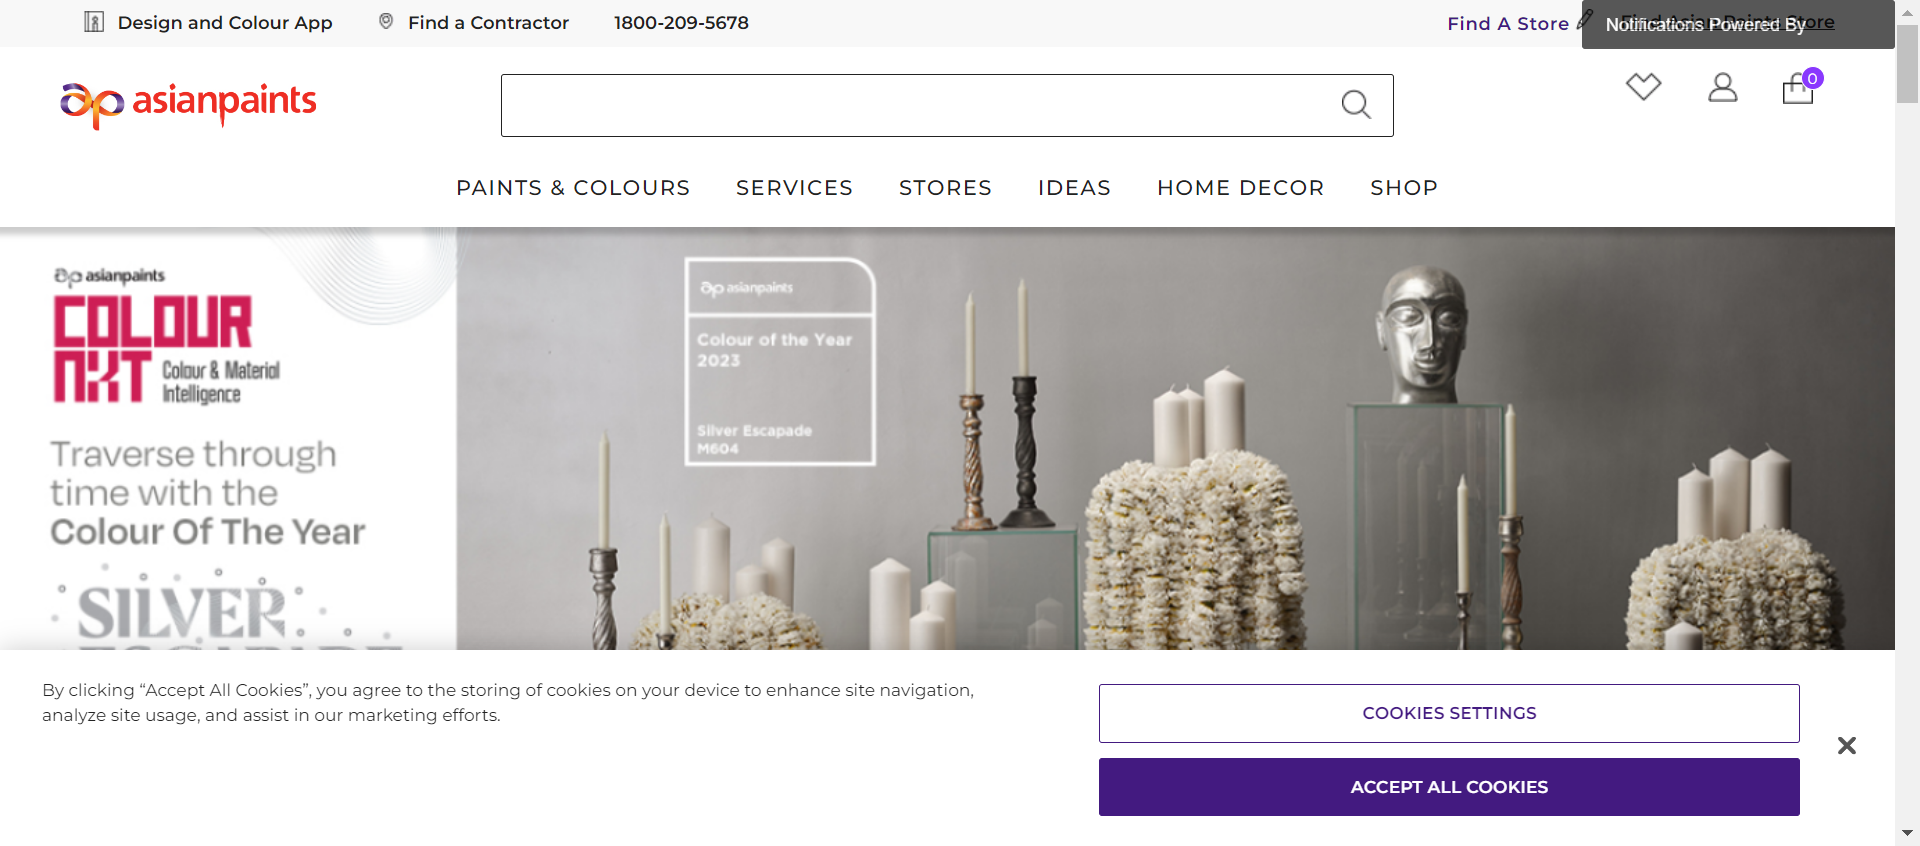 Design and Colour App
Find a Contractor
1800-209-5678
Find A Store
Notifications Powered By
asianpaints
0
PAINTS & COLOURS
SERVICES
STORES
IDEAS
HOME DECOR
SHOP
asianpaints
COLOUR
NXT
Colour & Material
Intelligence
Traverse through
time with the
Colour Of The Year
SILVER
asianpaints
Colour of the Year
2023
Silver Escapade
M604
By clicking “Accept All Cookies”, you agree to the storing of cookies on your device to enhance site navigation,
analyze site usage, and assist in our marketing efforts.
COOKIES SETTINGS
ACCEPT ALL COOKIES